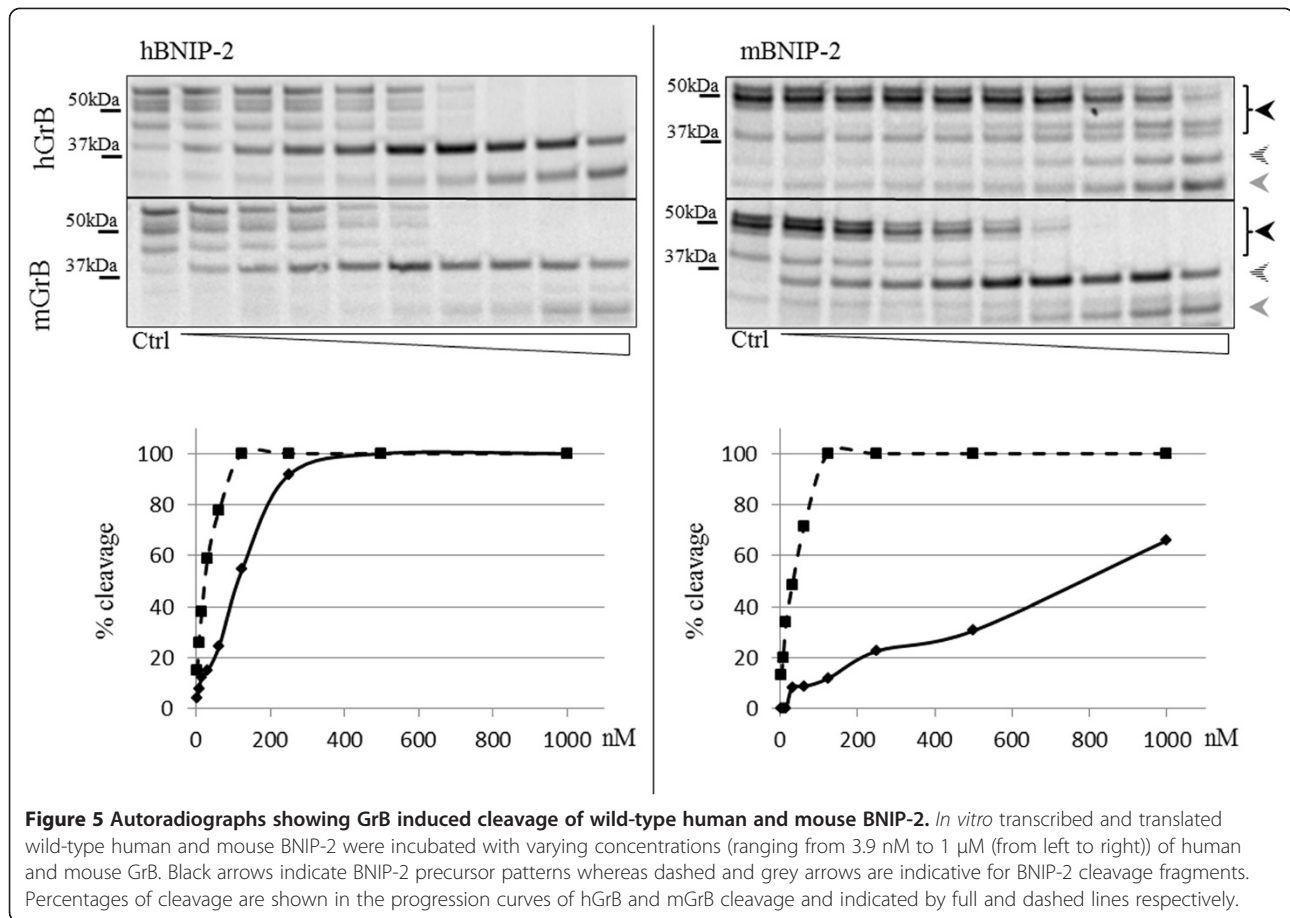 hBNIP-2
mBNIP-2
hGrB
50kDa
37kDa
50kDa
37kDa
mGrB
50kDa
37kDa
50kDa
37kDa
Ctrl
Ctrl
% cleavage
100
80
60
40
20
0
0 200 400 600 800 1000 nM
% cleavage
100
80
60
40
20
0
0 200 400 600 800 1000 nM
Figure 5 Autoradiographs showing GrB induced cleavage of wild-type human and mouse BNIP-2. In vitro transcribed and translated
wild-type human and mouse BNIP-2 were incubated with varying concentrations (ranging from 3.9 nM to 1 μM (from left to right)) of human
and mouse GrB. Black arrows indicate BNIP-2 precursor patterns whereas dashed and grey arrows are indicative for BNIP-2 cleavage fragments.
Percentages of cleavage are shown in the progression curves of hGrB and mGrB cleavage and indicated by full and dashed lines respectively.